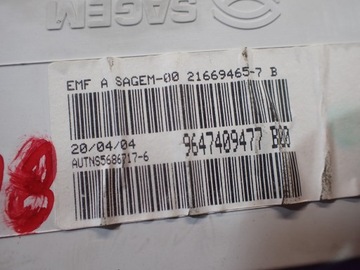 SAGEM
EMF A SAGEM-00 21669465-7 B
20/04/04
9647409477 B00
AUTNS5686717-6